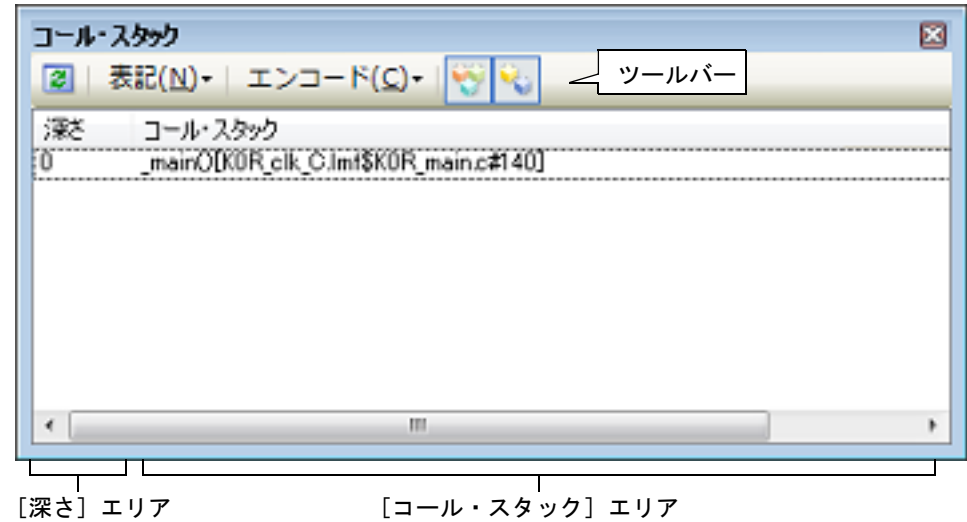 コール・スタック
表記(N)▾ エンコード(C)▾ ツールバー
深さ コール・スタック
0 _main()[K0R_clk_C.lmf$K0R_main.c#140]
[深さ] エリア [コール・スタック] エリア